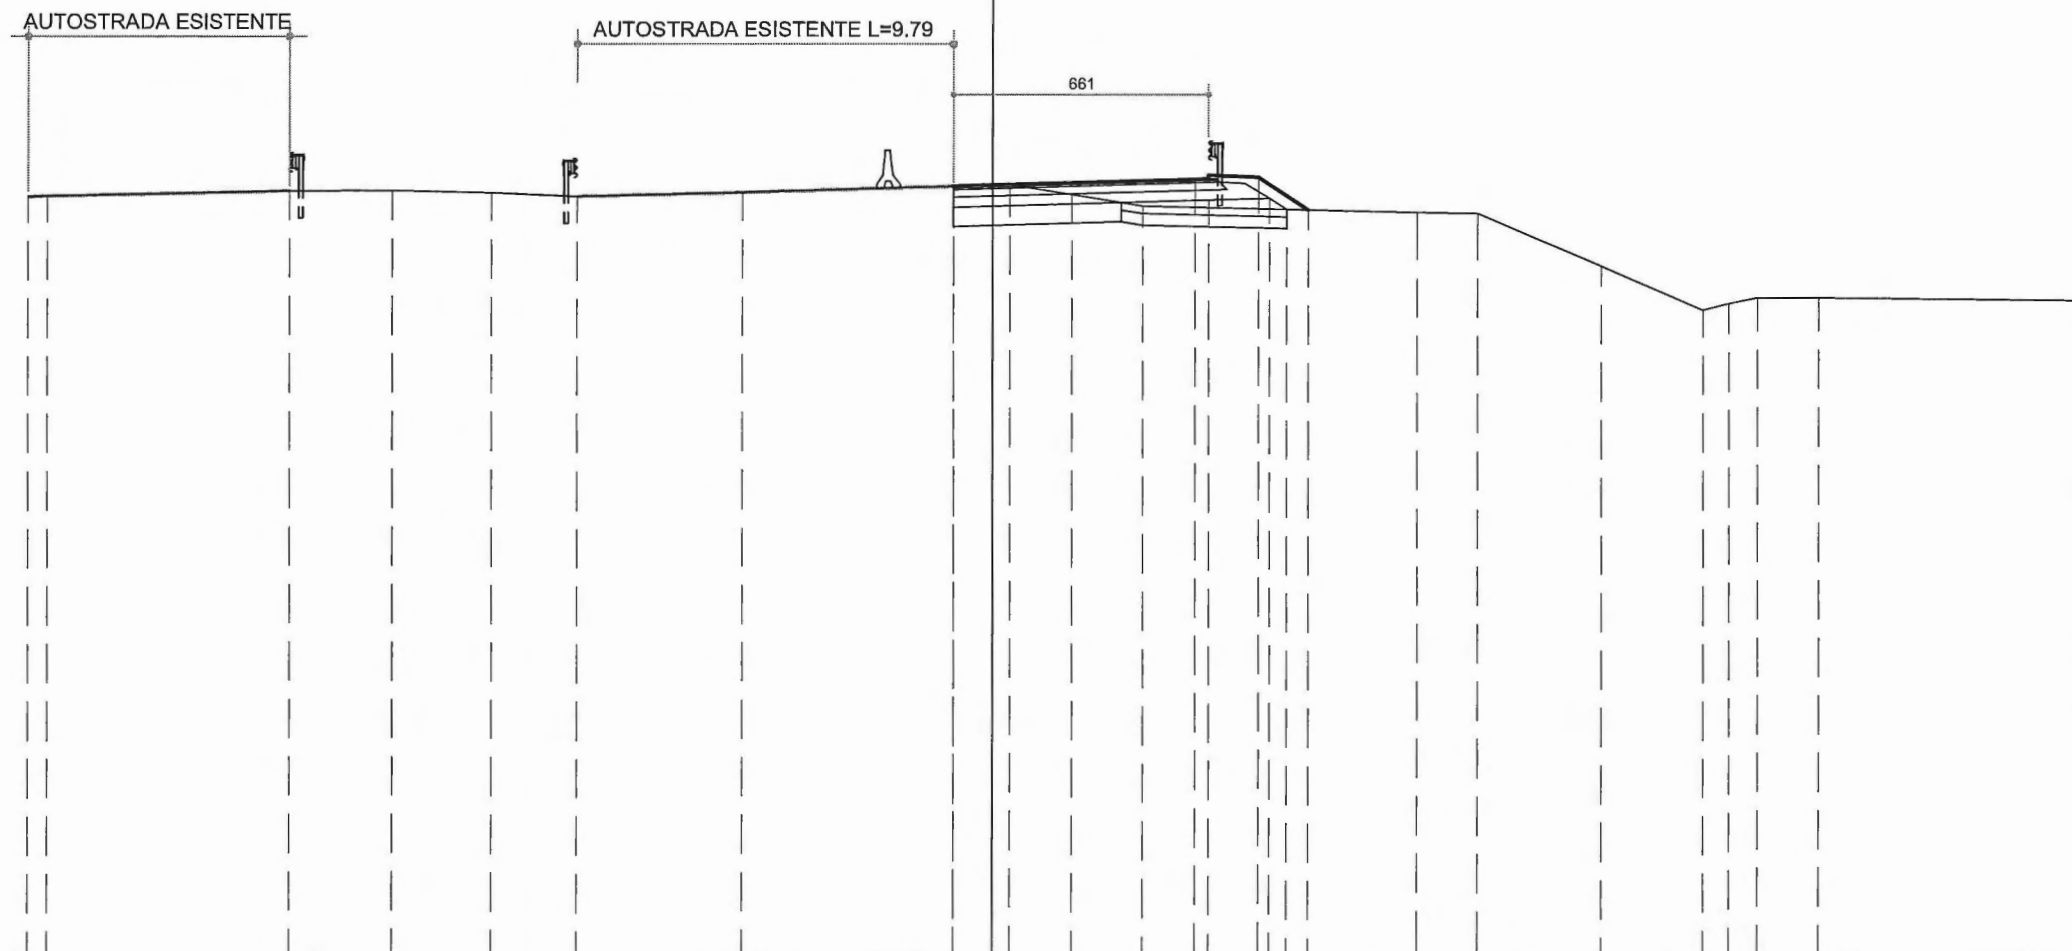 AUTOSTRADA ESISTENTE
AUTOSTRADA ESISTENTE L=9.79
661